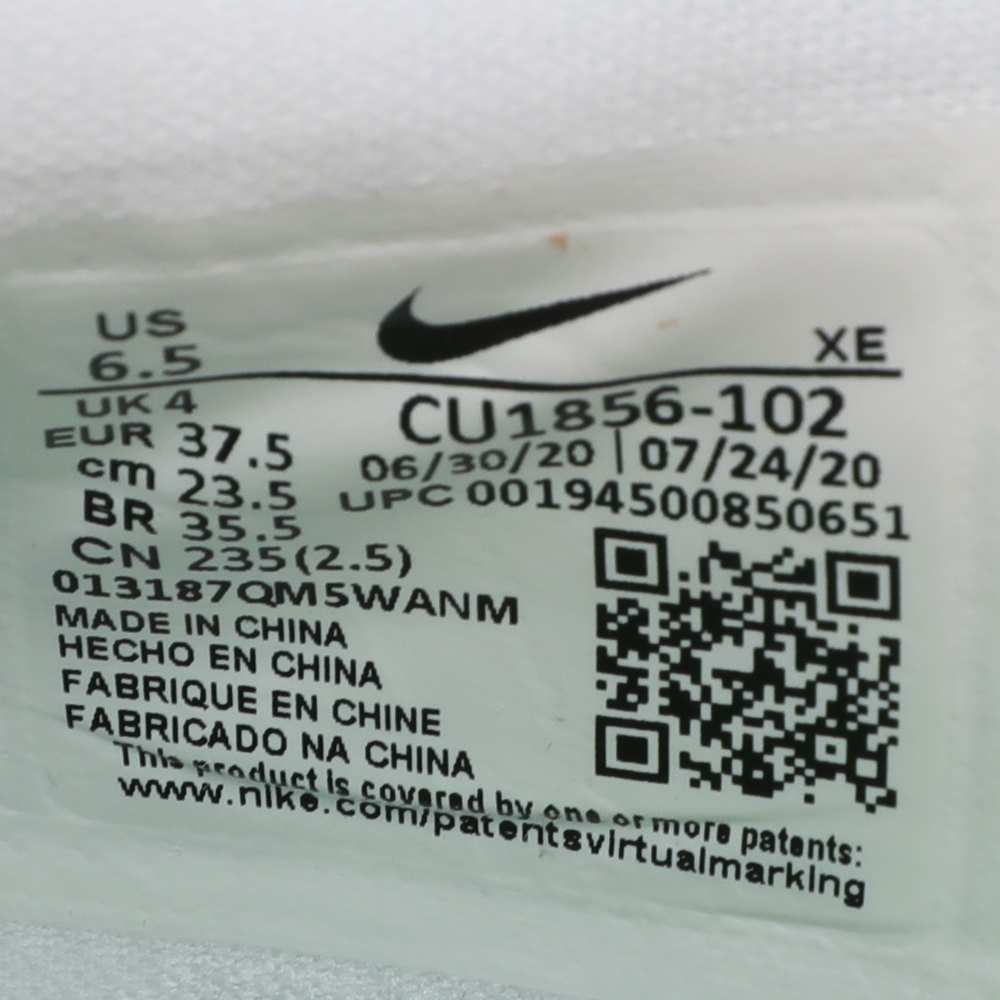 US
6.5
XE
UK 4
EUR 37.5
cm 23.5
BR 35.5
CN 235(2.5)
CU1856-102
06/30/20 | 07/24/20
UPC 00194500850651
013187QM5WANM
MADE IN CHINA
HECHO EN CHINA
FABRIQUE EN CHINE
FABRICADO NA CHINA
This product is covered by one or more patents:
www.nike.com/patentsvirtualmarking